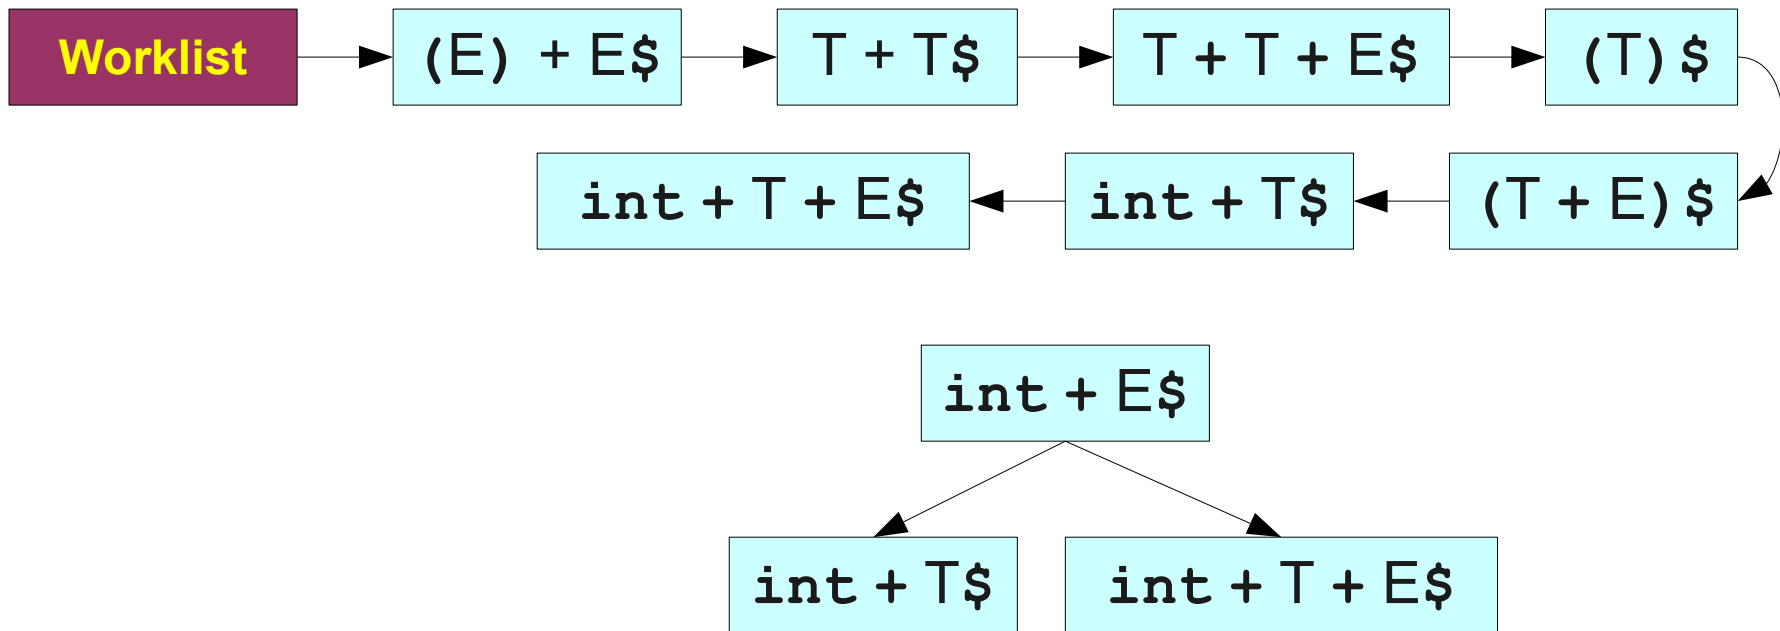 Worklist (E) + E$ T + T$ T + T + E$ (T)$
int + T + E$ int + T$ (T + E)$
int + E$
int + T$ int + T + E$